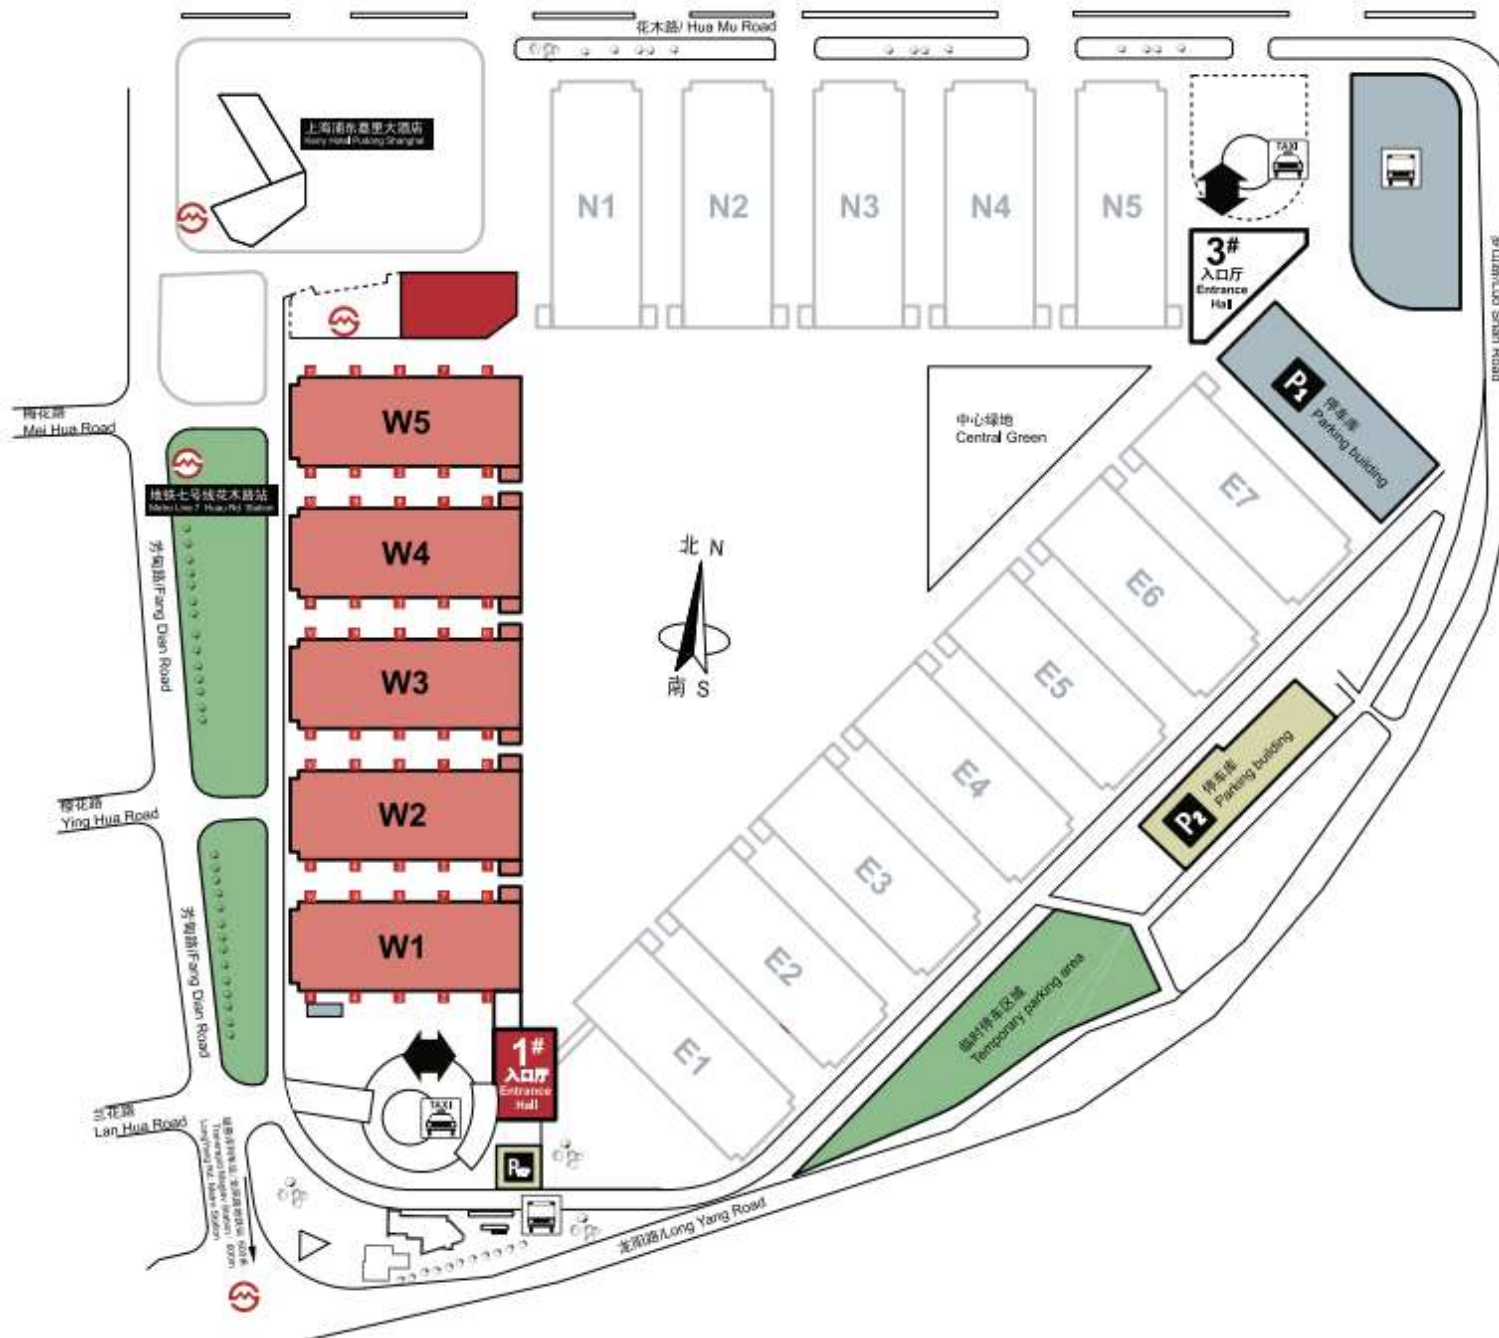 花木路/ Hua Mu Road
上海浦东嘉里大酒店
Kerry Hotel Pudong Shanghai
N1
N2
N3
N4
N5
TAXI
3#
入口厅
Entrance
Hall
P1
停车库
Parking building
中心绿地
Central Green
W5
W4
W3
W2
W1
梅花路
Mei Hua Road
地铁七号线花木路站
芳甸路/Fang Dian Road
樱花路
Ying Hua Road
芳甸路/Fang Dian Road
兰花路
Lan Hua Road
北 N
南 S
E7
E6
E5
E4
E3
E2
E1
停车库
Parking building
P2
临时停车区域
Temporary parking area
1#
入口厅
Entrance
Hall
TAXI
龙阳路/Long Yang Road